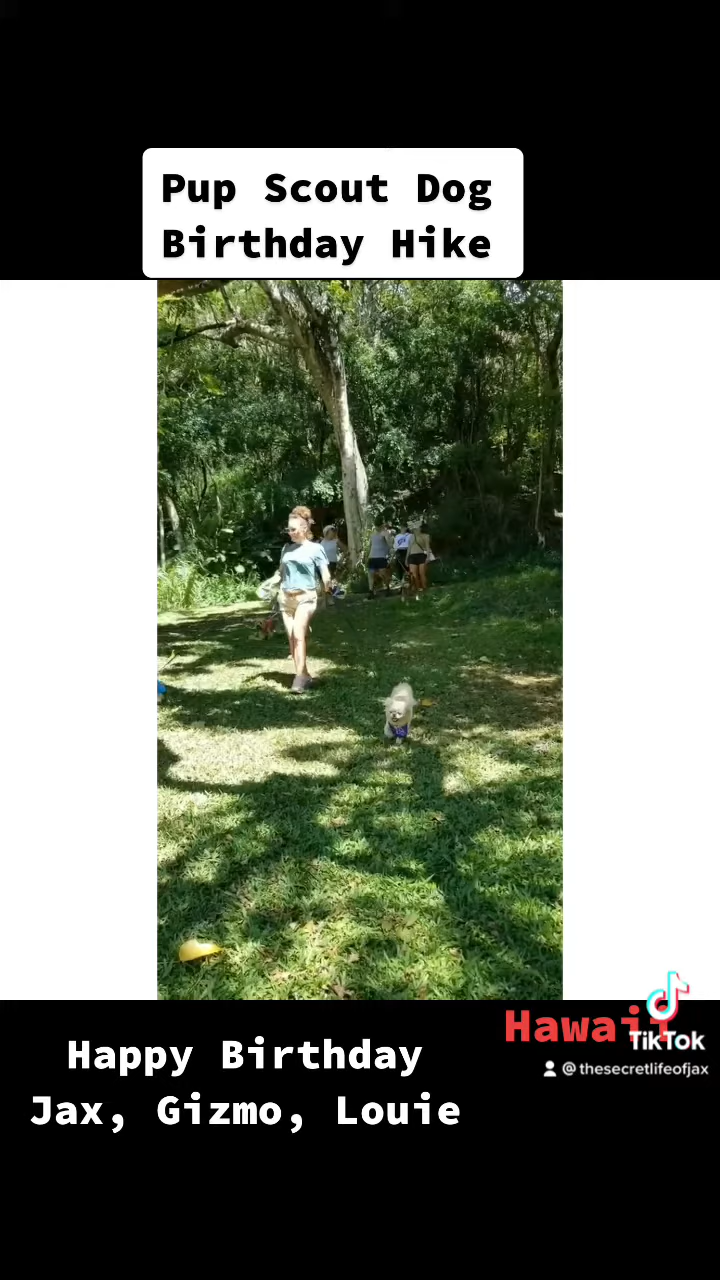 Pup Scout Dog
Birthday Hike
Hawaii
TikTok
@thesecretlifeofjax
Happy Birthday
Jax, Gizmo, Louie